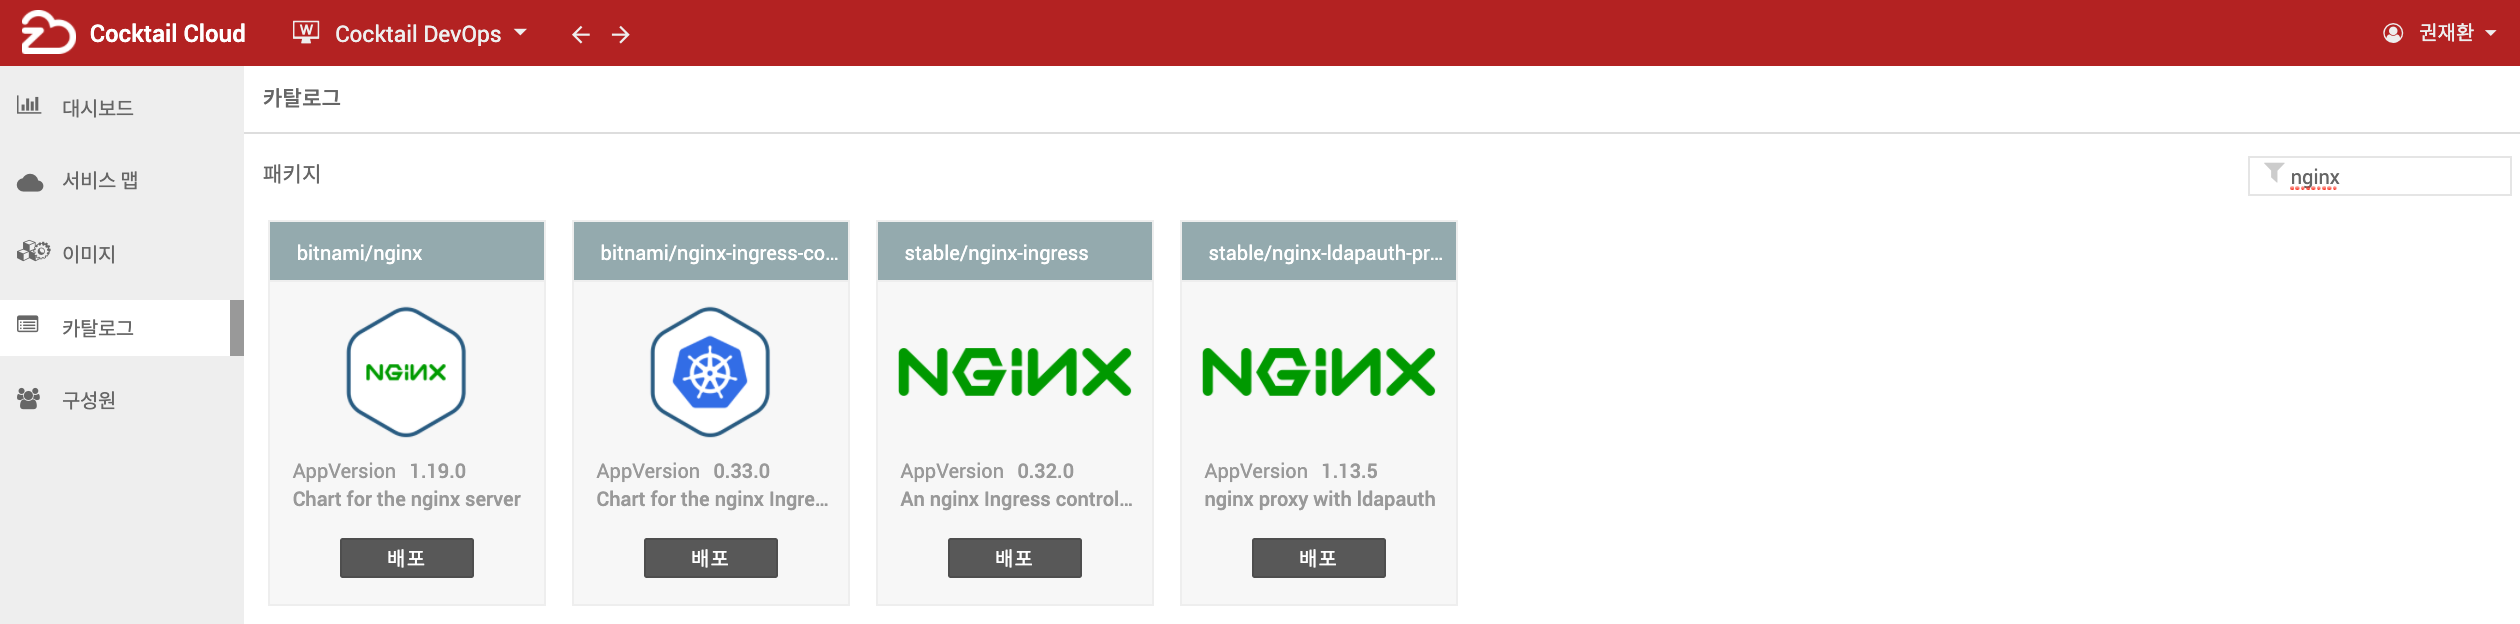 Cocktail Cloud
W Cocktail DevOps
권재환
대시보드
서비스 맵
이미지
카탈로그
구성원
카탈로그
패키지
nginx
bitnami/nginx
NGINX
AppVersion 1.19.0
Chart for the nginx server
배포
bitnami/nginx-ingress-co...
AppVersion 0.33.0
Chart for the nginx Ingre...
배포
stable/nginx-ingress
NGINX
AppVersion 0.32.0
An nginx Ingress control...
배포
stable/nginx-ldapauth-pr...
NGINX
AppVersion 1.13.5
nginx proxy with ldapauth
배포